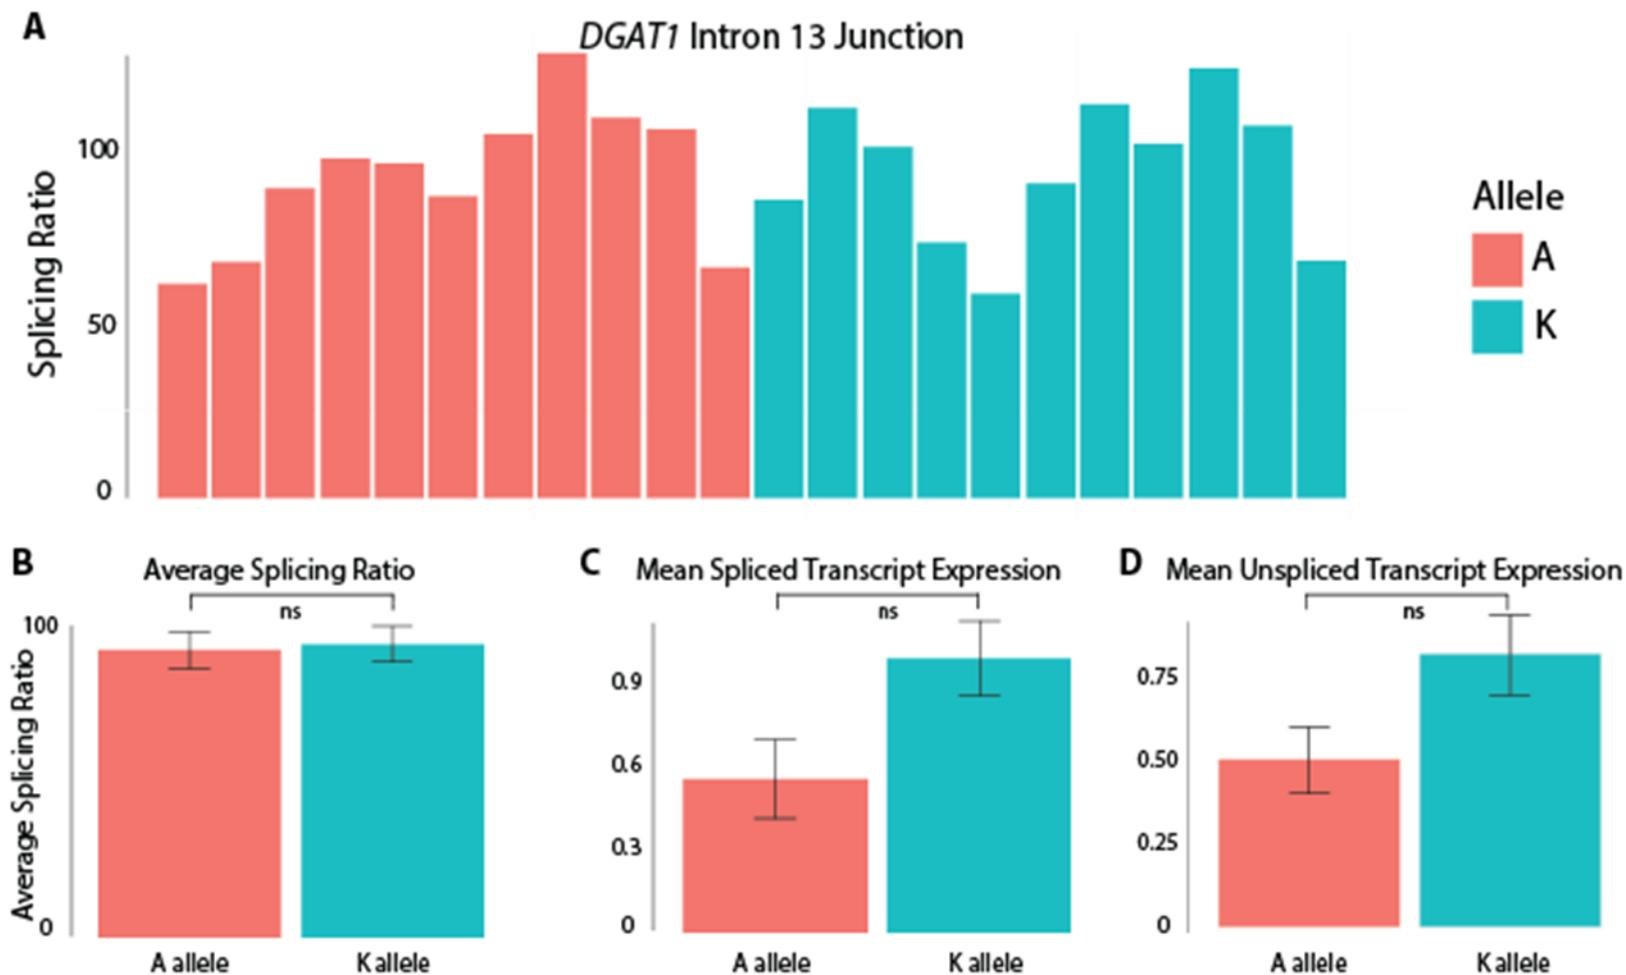 A
DGAT1 Intron 13 Junction
Splicing Ratio
100
50
0
Allele
A
K
B
Average Splicing Ratio
ns
Average Splicing Ratio
100
0
A allele
K allele
C
Mean Spliced Transcript Expression
ns
0.9
0.6
0.3
0
A allele
K allele
D
Mean Unspliced Transcript Expression
ns
0.75
0.50
0.25
0
A allele
K allele